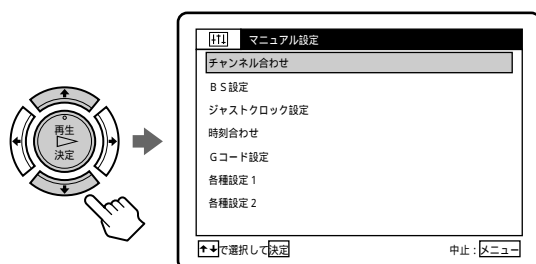 再生
決定
マニュアル設定
チャンネル合わせ
ＢＳ設定
ジャストクロック設定
時刻合わせ
Ｇコード設定
各種設定１
各種設定２
↑↓で選択して決定
中止：メニュー